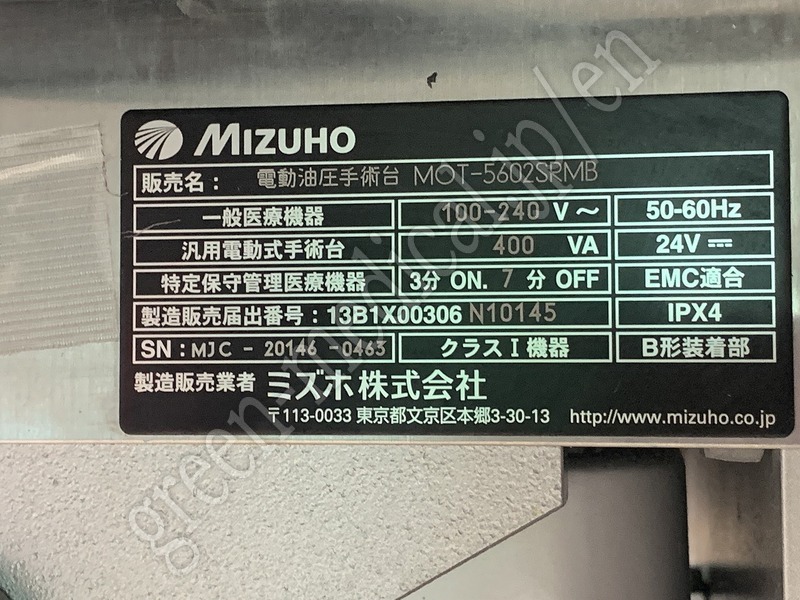 MIZUHO
販売名： 電動油圧手術台 MOT-5602SRMB
一般医療機器 100-240 V～ 50-60Hz
汎用電動式手術台 400 VA 24V ⎓
特定保守管理医療機器 3分 ON. 7 分 OFF EMC適合
製造販売届出番号：13B1X00306 N10145 IPX4
SN: MJC - 20146 -0463 クラスⅠ機器 B形装着部
製造販売業者 ミズホ株式会社
〒113-0033 東京都文京区本郷3-30-13 http://www.mizuho.co.jp
green-medical.jp/en